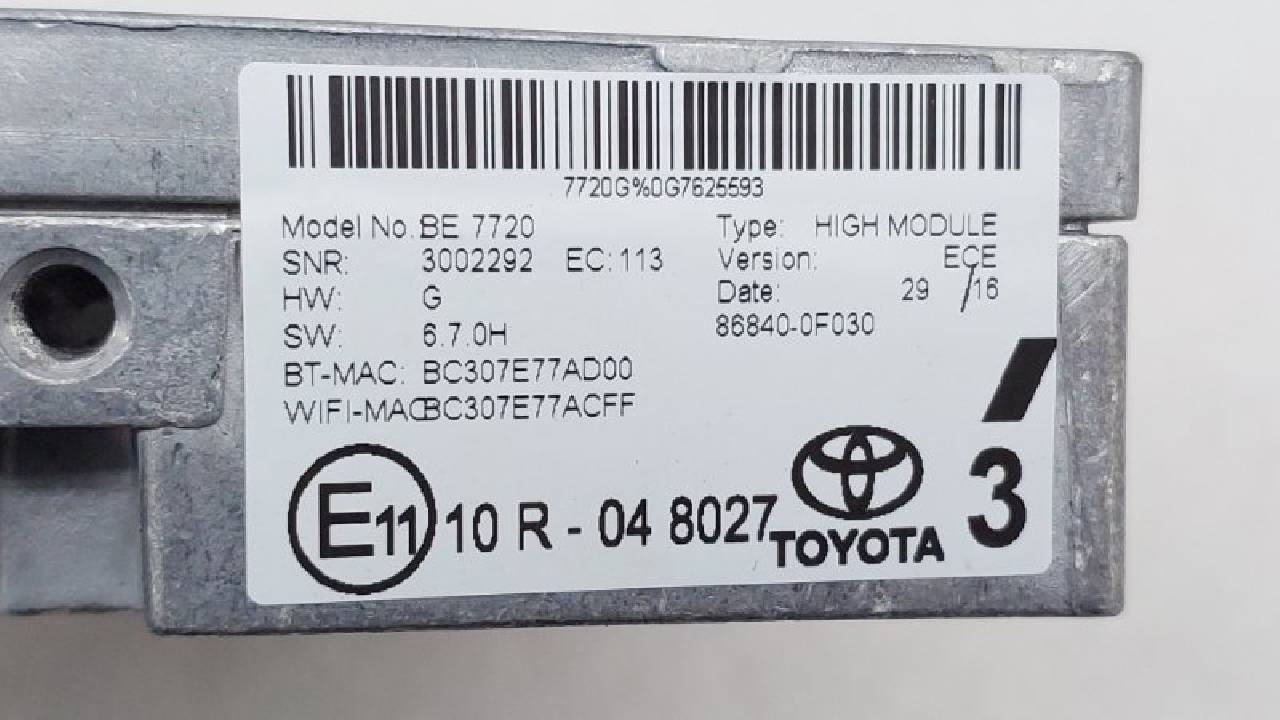 7720G%0G7625593
Model No.: BE 7720 Type: HIGH MODULE
SNR: 3002292 EC:113 Version: ECE
HW: G Date: 29 /16
SW: 6.7.0H 86840-0F030
BT-MAC: BC307E77AD00
WIFI-MAC BC307E77ACFF
E11 10 R - 04 8027 TOYOTA 3